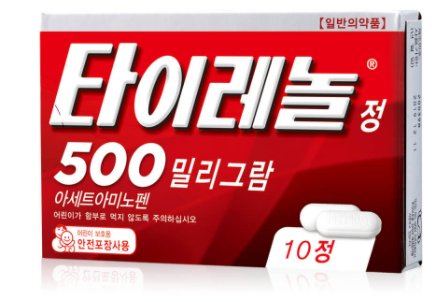 【일반의약품】
타이레놀® 정
500 밀리그람
아세트아미노펜
어린이가 함부로 먹지 않도록 주의하십시오
어린이 보호용
안전포장사용
10정